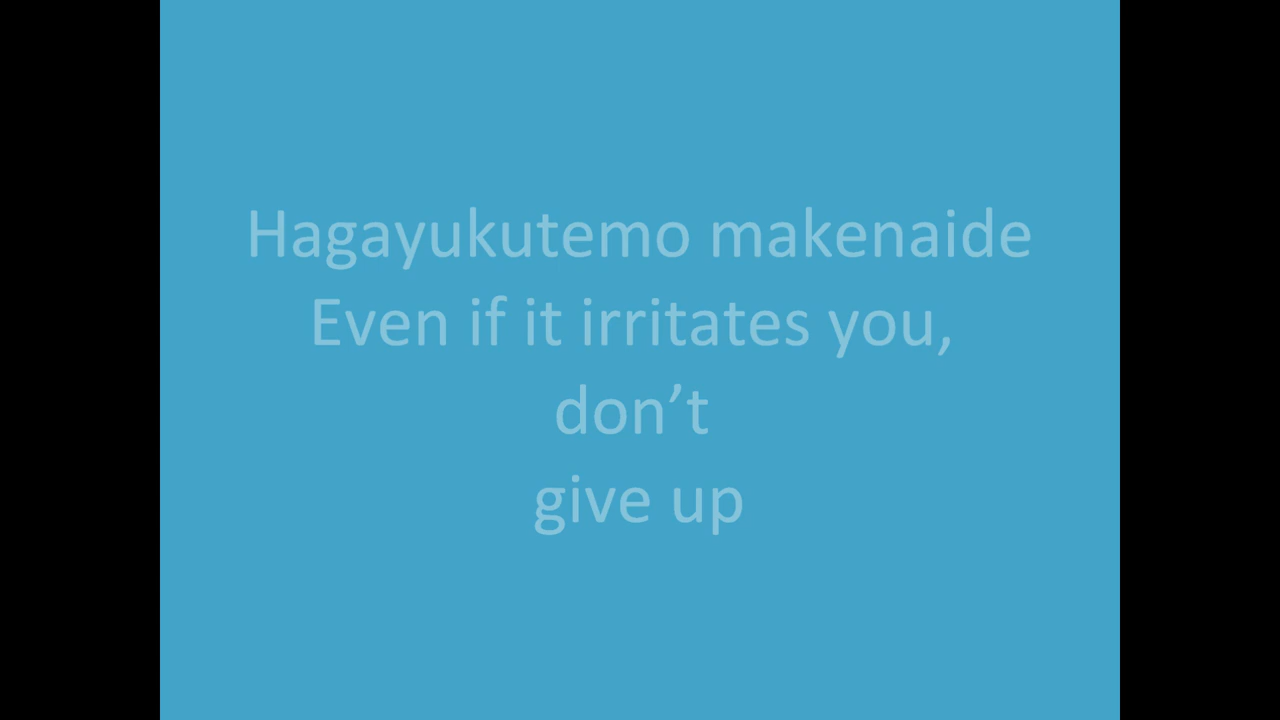 Hagayukutemo makenaide
Even if it irritates you,
don’t
give up